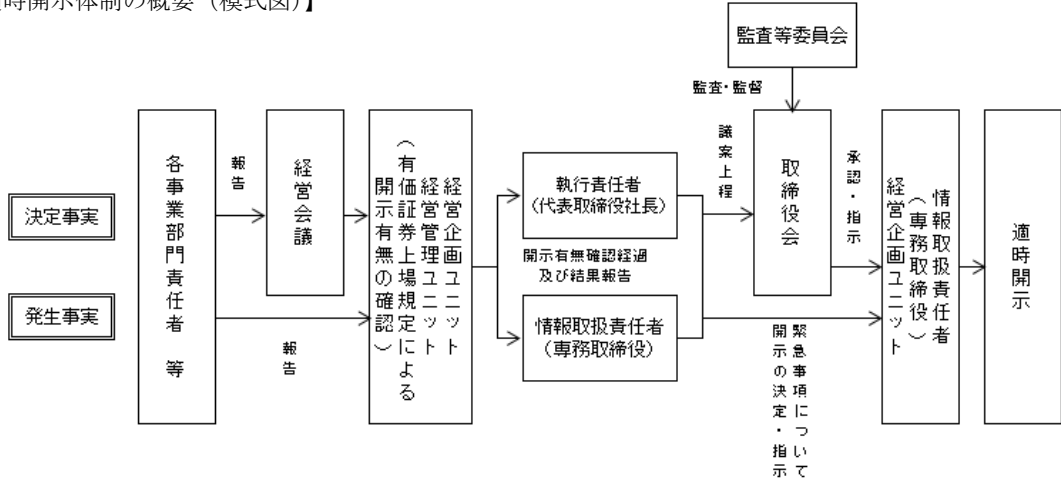 時開示体制の概要（模式図）】
監査等委員会
監査・監督
決定事実
発生事実
各事業部門責任者　等
報告
報告
経営会議
経営企画ユニット
経営管理ユニット
（有価証券上場規定による
開示有無の確認）
執行責任者
（代表取締役社長）
開示有無確認経過
及び結果報告
情報取扱責任者
（専務取締役）
議案上程
取締役会
承認・指示
緊急事項について
開示の決定・指示
情報取扱責任者
（専務取締役）
経営企画ユニット
適時開示